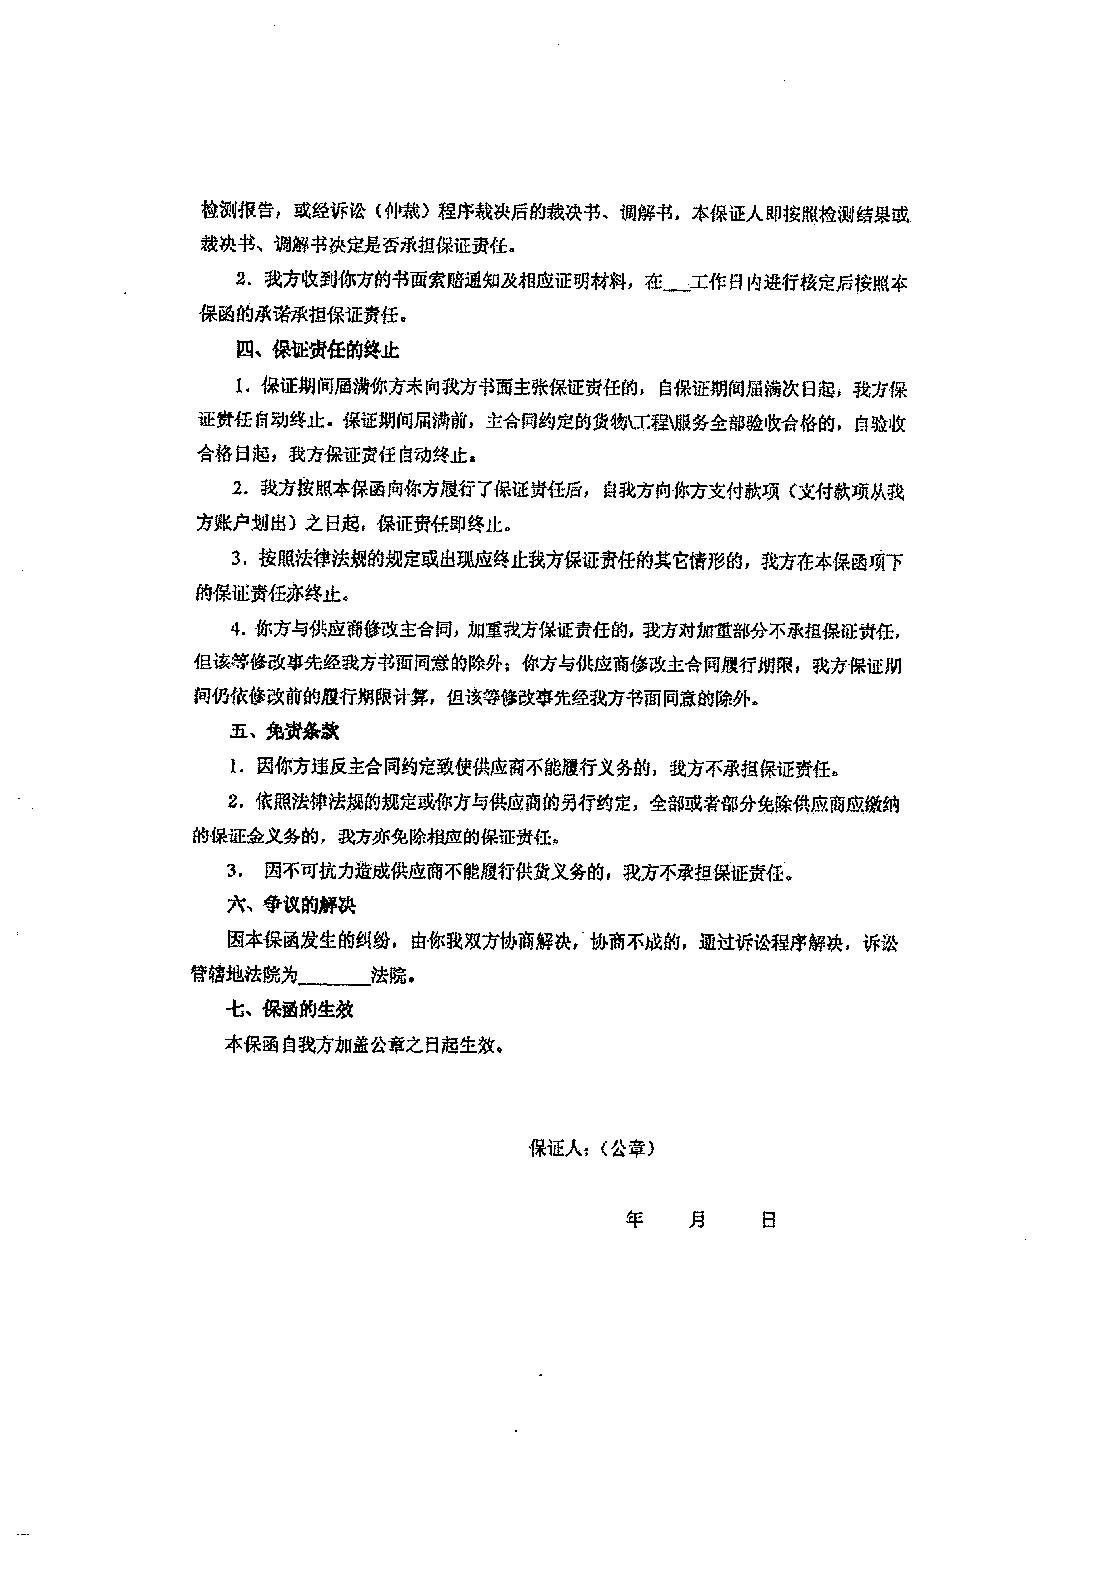 检测报告，或经诉讼（仲裁）程序裁决后的裁决书、调解书，本保证人即按照检测结果或
裁决书、调解书决定是否承担保证责任。
2．我方收到你方的书面索赔通知及相应证明材料，在___工作日内进行核定后按照本
保函的承诺承担保证责任。
四、保证责任的终止
1．保证期间届满你方未向我方书面主张保证责任的，自保证期间届满次日起，我方保
证责任自动终止。保证期间届满前，主合同约定的货物\工程\服务全部验收合格的，自验收
合格日起，我方保证责任自动终止。
2．我方按照本保函向你方履行了保证责任后，自我方向你方支付款项（支付款项从我
方账户划出）之日起，保证责任即终止。
3．按照法律法规的规定或出现应终止我方保证责任的其它情形的，我方在本保函项下
的保证责任亦终止。
4．你方与供应商修改主合同，加重我方保证责任的，我方对加重部分不承担保证责任，
但该等修改事先经我方书面同意的除外；你方与供应商修改主合同履行期限，我方保证期
间仍依修改前的履行期限计算，但该等修改事先经我方书面同意的除外。
五、免责条款
1．因你方违反主合同约定致使供应商不能履行义务的，我方不承担保证责任。
2．依照法律法规的规定或你方与供应商的另行约定，全部或者部分免除供应商应缴纳
的保证金义务的，我方亦免除相应的保证责任。
3． 因不可抗力造成供应商不能履行供货义务的，我方不承担保证责任。
六、争议的解决
因本保函发生的纠纷，由你我双方协商解决，协商不成的，通过诉讼程序解决，诉讼
管辖地法院为________法院。
七、保函的生效
本保函自我方加盖公章之日起生效。
保证人：（公章）
年 月 日